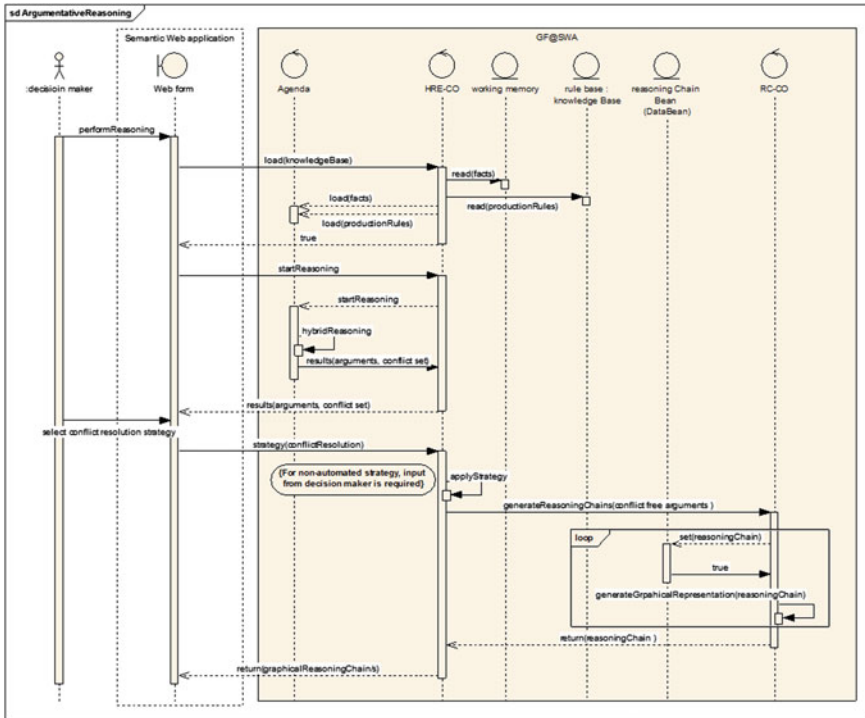 sd ArgumentativeReasoning
Semantic Web application
GF@SWA
:decisioin maker
Web form
Agenda
HRE-CO
working memory
rule base :
knowledge Base
reasoning Chain
Bean
(DataBean)
RC-CO
performReasoning
load(knowledgeBase)
read(facts)
load(facts)
read(productionRules)
load(productionRules)
true
startReasoning
startReasoning
hybridReasoning
results(arguments, conflict set)
results(arguments, conflict set)
select conflict resolution strategy
strategy(conflictResolution)
{For non-automated strategy, input
from decision maker is required}
applyStrategy
generateReasoningChains(conflict free arguments )
loop
set(reasoningChain)
true
generateGrpahicalRepresentation(reasoningChain)
return(reasoningChain )
return(graphicalReasoningChain/s)